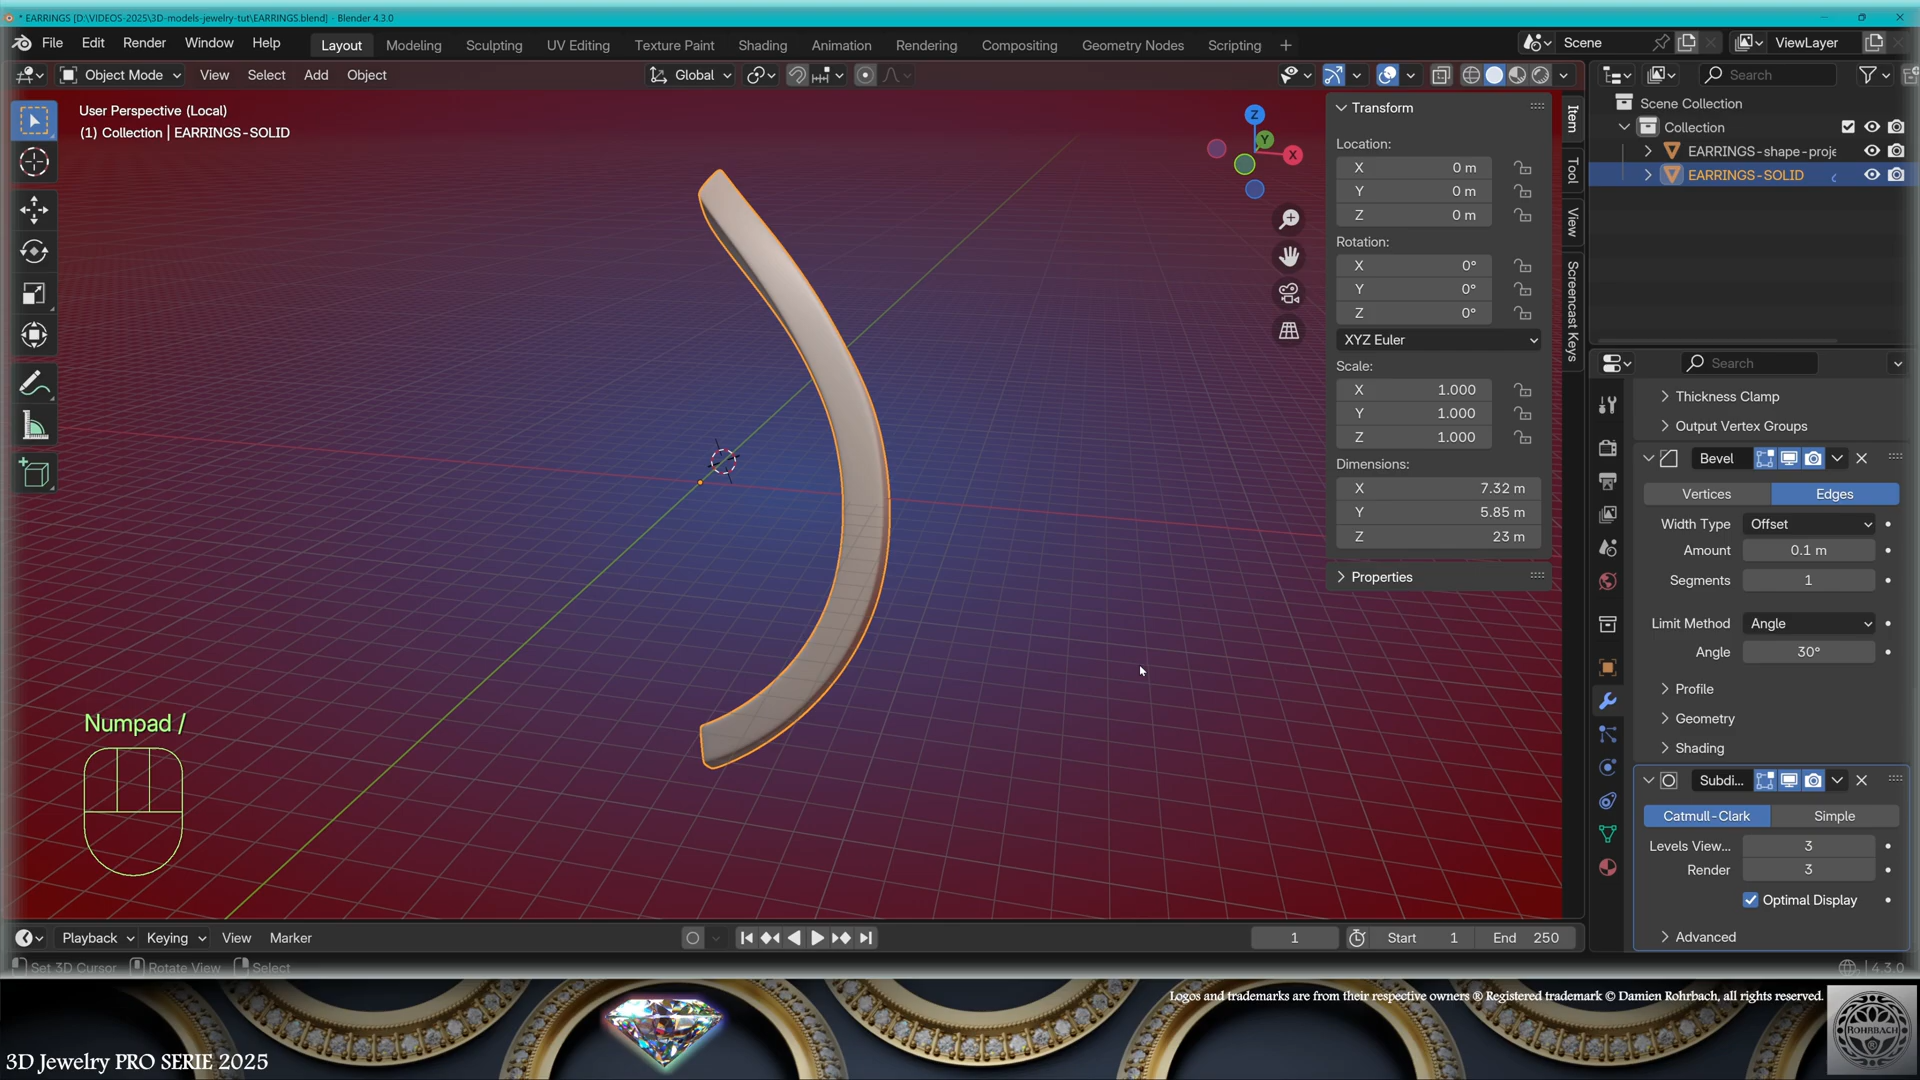 * EARRINGS [D:\VIDEOS-2025\3D-models-jewelry-tut\EARRINGS.blend] - Blender 4.3.0
File Edit Render Window Help
Layout Modeling Sculpting UV Editing Texture Paint Shading Animation Rendering Compositing Geometry Nodes Scripting +
Scene
ViewLayer
Object Mode View Select Add Object
Global
Search
User Perspective (Local)
(1) Collection | EARRINGS-SOLID
Z
Y
X
Transform
Location:
X 0 m
Y 0 m
Z 0 m
Rotation:
X 0°
Y 0°
Z 0°
XYZ Euler
Scale:
X 1.000
Y 1.000
Z 1.000
Dimensions:
X 7.32 m
Y 5.85 m
Z 23 m
Properties
Item
Tool
View
Screencast Keys
Scene Collection
Collection
EARRINGS-shape-proje
EARRINGS-SOLID
Search
Thickness Clamp
Output Vertex Groups
Bevel
Vertices Edges
Width Type Offset
Amount 0.1 m
Segments 1
Limit Method Angle
Angle 30°
Profile
Geometry
Shading
Subdi...
Catmull-Clark Simple
Levels View... 3
Render 3
Optimal Display
Advanced
Numpad /
Playback Keying View Marker
1
Start 1
End 250
Set 3D Cursor Rotate View Select
4.3.0
Logos and trademarks are from their respective owners ® Registered trademark © Damien Rohrbach, all rights reserved.
ROHRBACH
3D Jewelry PRO SERIE 2025